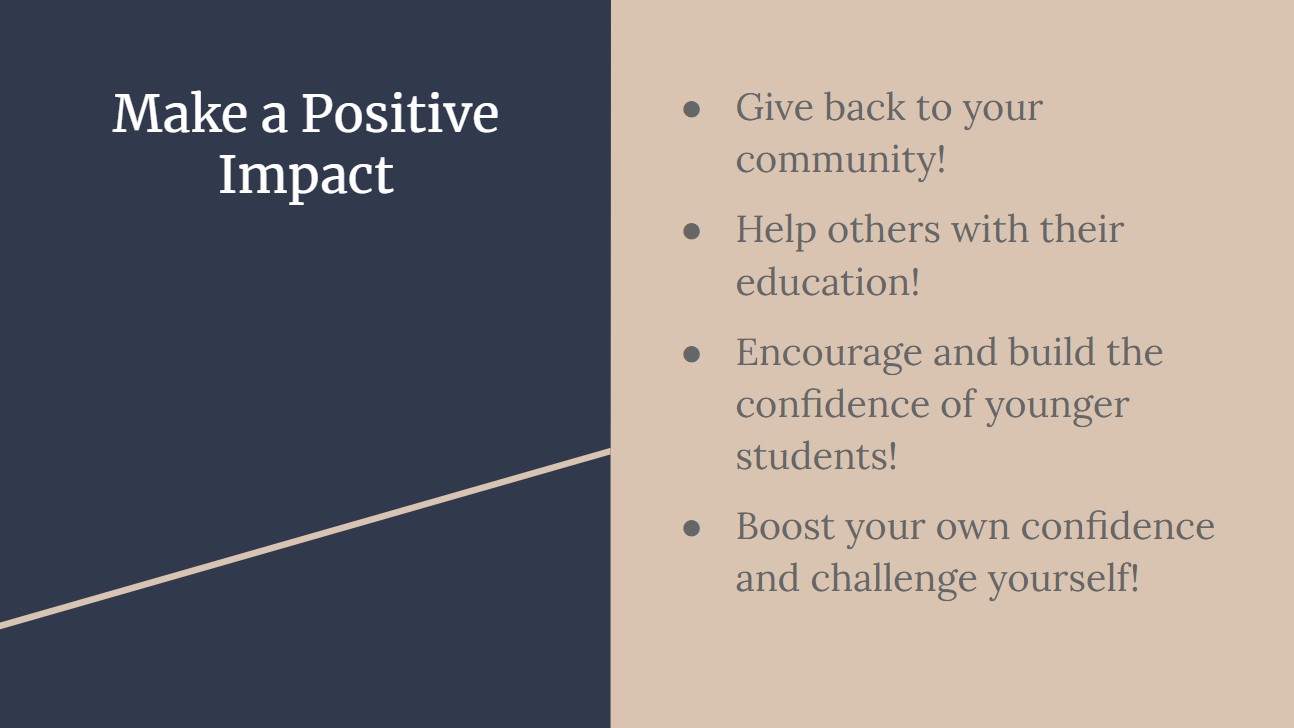 Make a Positive
Impact
● Give back to your
community!
● Help others with their
education!
● Encourage and build the
confidence of younger
students!
● Boost your own confidence
and challenge yourself!